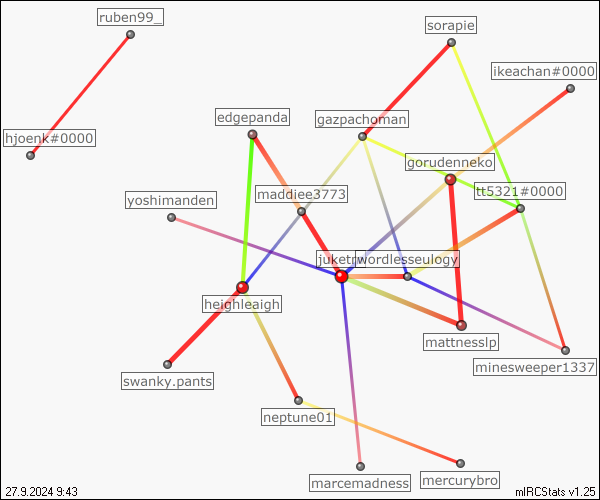 ruben99_
sorapie
ikeachan#0000
edgepanda
gazpachoman
hjoenk#0000
gorudenneko
tt5321#0000
maddiee3773
yoshimanden
wordlesseulogy
heighleaigh
mattnesslp
minesweeper1337
swanky.pants
neptune01
marcemadness
mercurybro
27.9.2024 9:43
mIRCStats v1.25